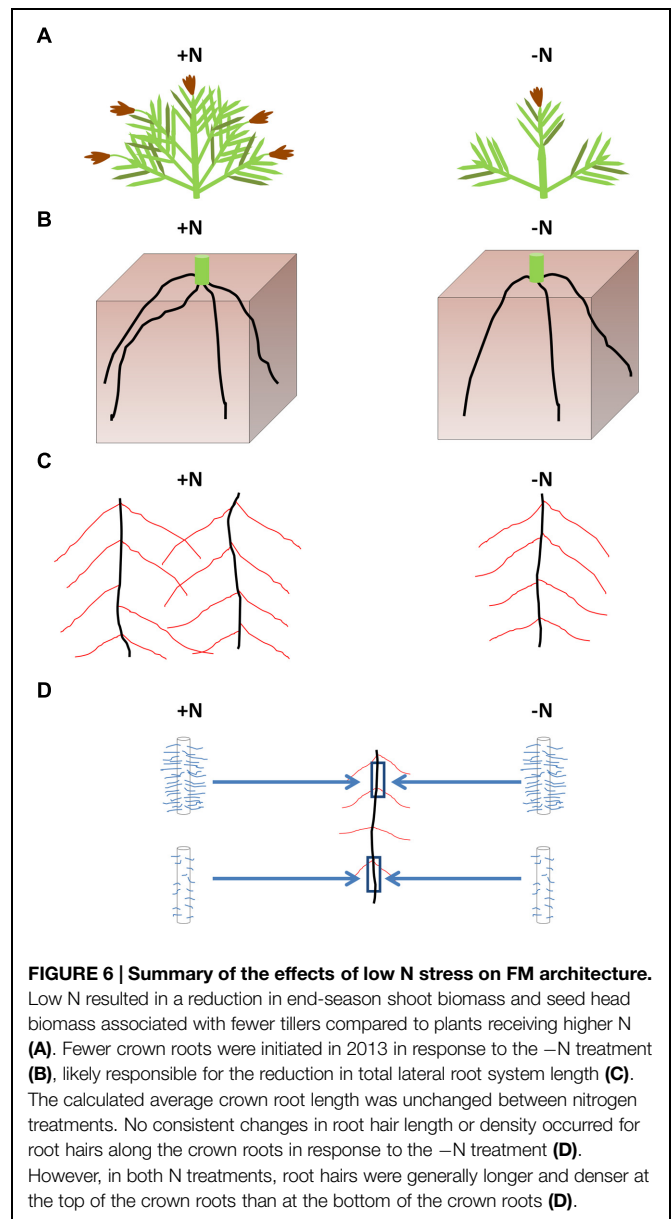 A
+N -N
B
+N -N
C
+N -N
D
+N -N
FIGURE 6 | Summary of the effects of low N stress on FM architecture.
Low N resulted in a reduction in end-season shoot biomass and seed head
biomass associated with fewer tillers compared to plants receiving higher N
(A). Fewer crown roots were initiated in 2013 in response to the −N treatment
(B), likely responsible for the reduction in total lateral root system length (C).
The calculated average crown root length was unchanged between nitrogen
treatments. No consistent changes in root hair length or density occurred for
root hairs along the crown roots in response to the −N treatment (D).
However, in both N treatments, root hairs were generally longer and denser at
the top of the crown roots than at the bottom of the crown roots (D).